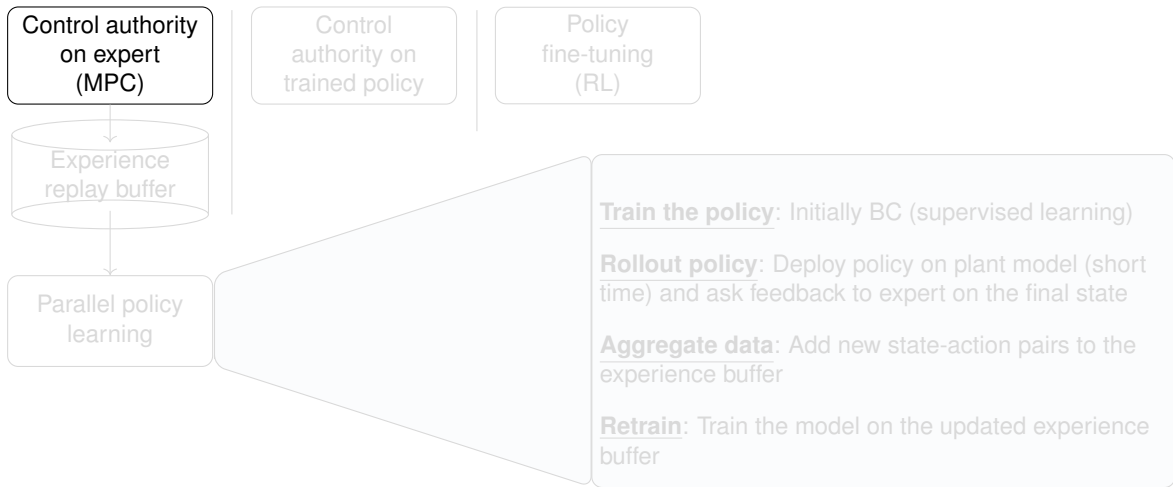 Control authority
on expert
(MPC)
Control
authority on
trained policy
Policy
fine-tuning
(RL)
Experience
replay buffer
Parallel policy
learning
Train the policy: Initially BC (supervised learning)
Rollout policy: Deploy policy on plant model (short
time) and ask feedback to expert on the final state
Aggregate data: Add new state-action pairs to the
experience buffer
Retrain: Train the model on the updated experience
buffer